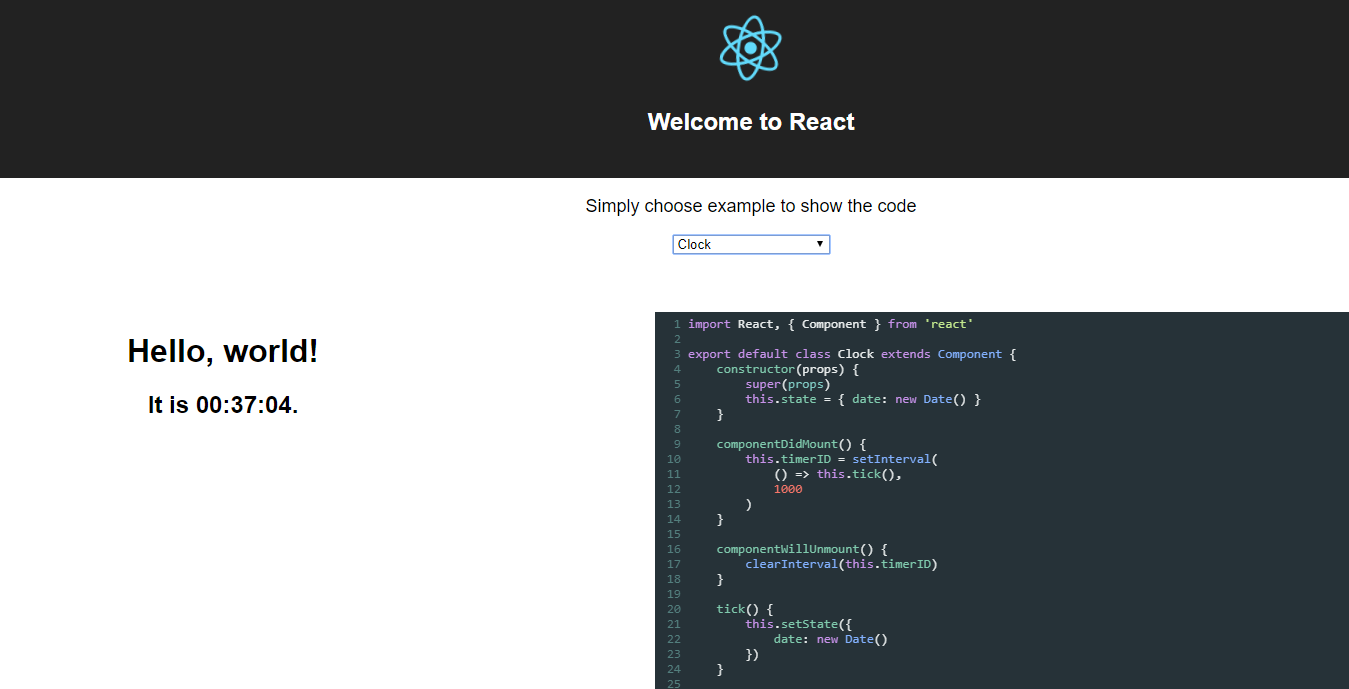 Welcome to React
Simply choose example to show the code
Clock
Hello, world!
It is 00:37:04.
1 import React, { Component } from 'react'
2
3 export default class Clock extends Component {
4     constructor(props) {
5         super(props)
6         this.state = { date: new Date() }
7     }
8
9     componentDidMount() {
10         this.timerID = setInterval(
11             () => this.tick(),
12             1000
13         )
14     }
15
16     componentWillUnmount() {
17         clearInterval(this.timerID)
18     }
19
20     tick() {
21         this.setState({
22             date: new Date()
23         })
24     }
25